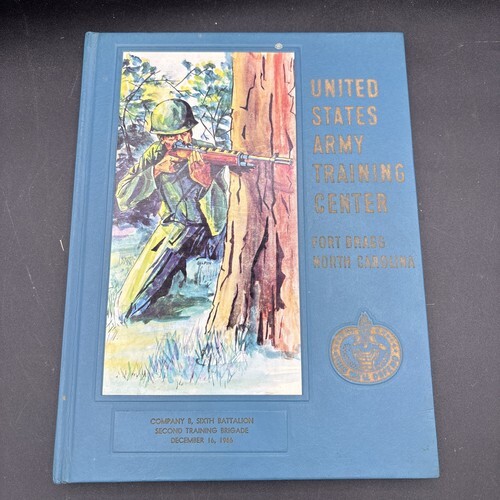 UNITED
STATES
ARMY
TRAINING
CENTER
FORT BRAGG
NORTH CAROLINA
COMPANY B, SIXTH BATTALION
SECOND TRAINING BRIGADE
DECEMBER 16, 1966